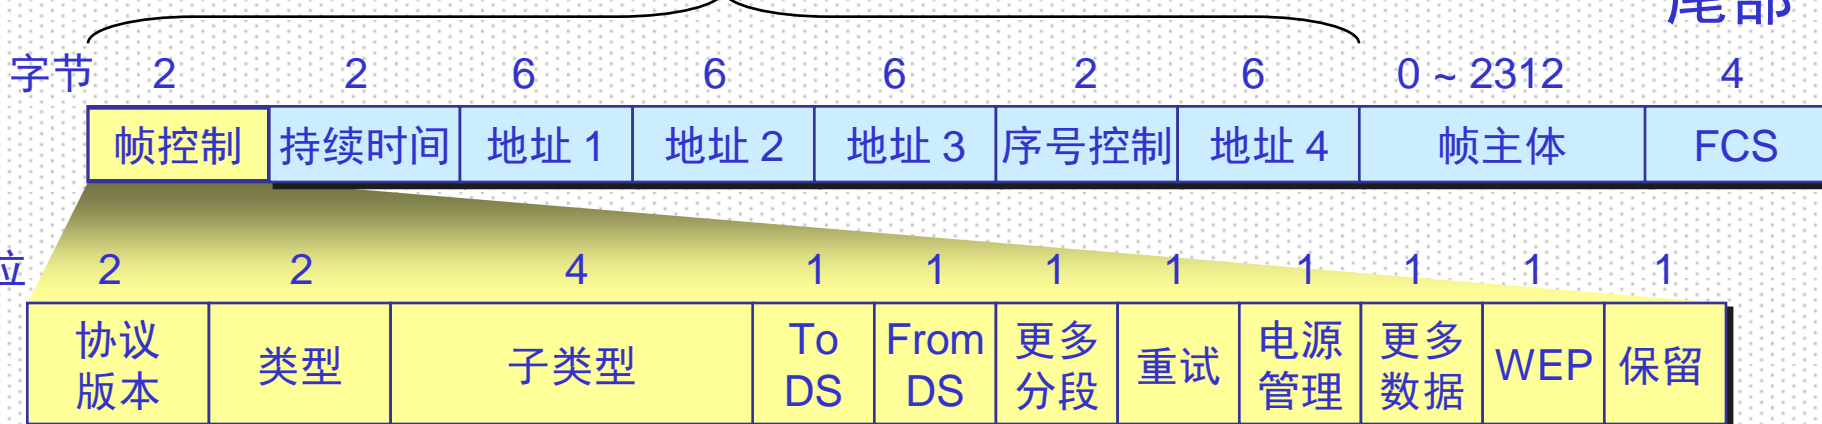 尾部
字节 2 2 6 6 6 2 6 0 ~ 2312 4
帧控制 持续时间 地址 1 地址 2 地址 3 序号控制 地址 4 帧主体 FCS
位 2 2 4 1 1 1 1 1 1 1 1
协议 To From 更多 电源 更多
类型 子类型 重试 WEP 保留
版本 DS DS 分段 管理 数据